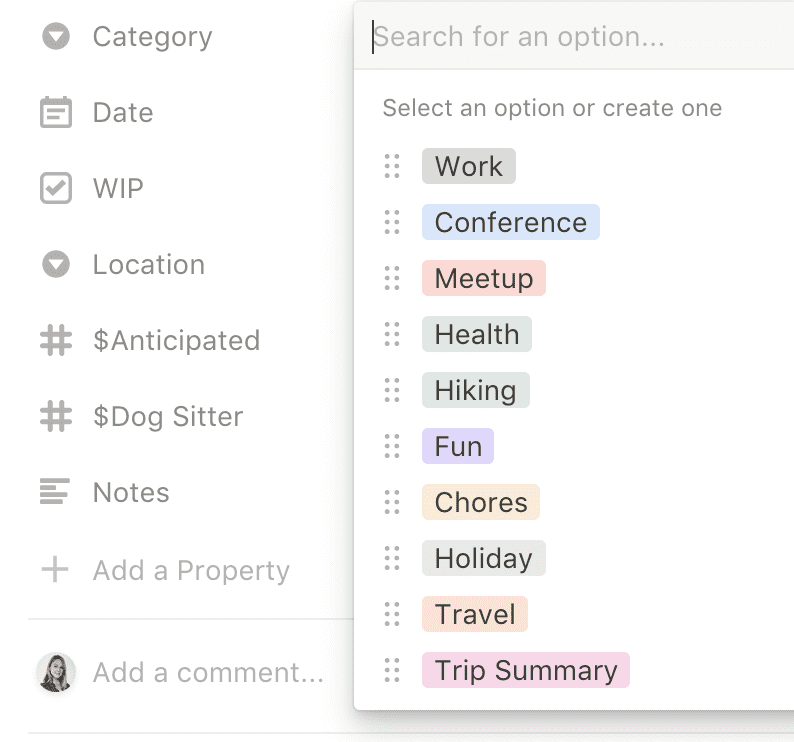 Category
Date
WIP
Location
$Anticipated
$Dog Sitter
Notes
Add a Property
Add a comment...
Search for an option...
Select an option or create one
Work
Conference
Meetup
Health
Hiking
Fun
Chores
Holiday
Travel
Trip Summary